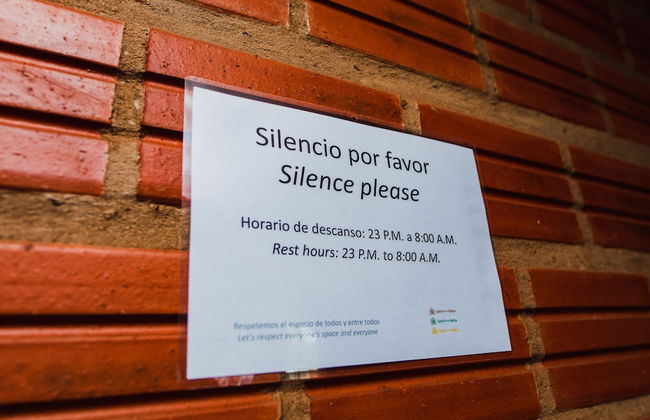 Silencio por favor
Silence please
Horario de descanso: 23 P.M. a 8:00 A.M.
Rest hours: 23 P.M. to 8:00 A.M.
Respetemos el espacio de todos y entre todos
Let's respect everyone's space and everyone